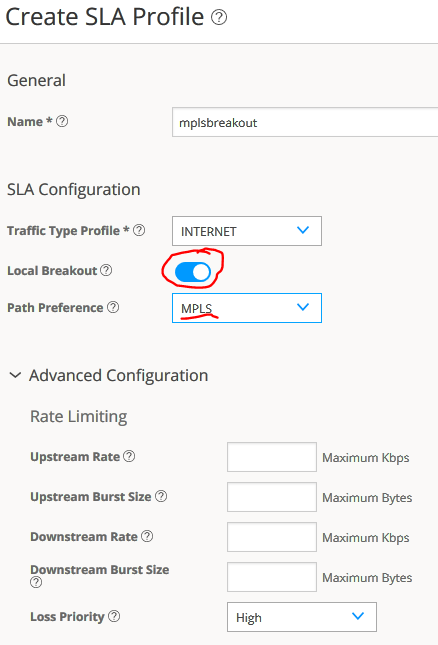 Create SLA Profile ?
General
Name * ? mplsbreakout
SLA Configuration
Traffic Type Profile * ? INTERNET
Local Breakout ?
Path Preference ? MPLS
Advanced Configuration
Rate Limiting
Upstream Rate ? Maximum Kbps
Upstream Burst Size ? Maximum Bytes
Downstream Rate ? Maximum Kbps
Downstream Burst Size ? Maximum Bytes
Loss Priority ? High